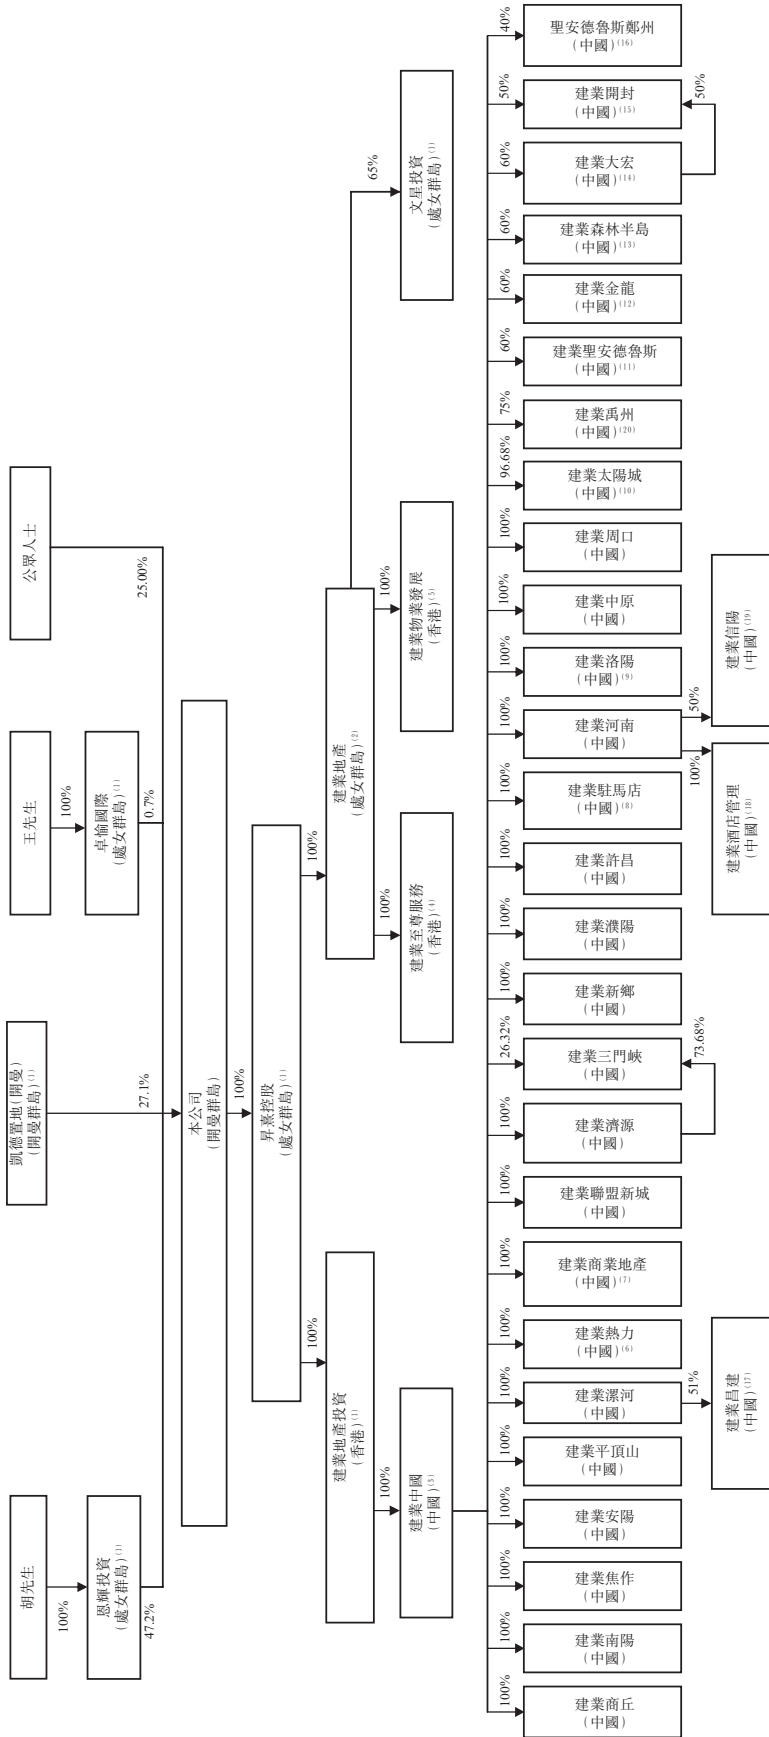 胡先生
100%
恩輝投資
(處女群島)(1)
47.2%
凱德置地(開曼)
(開曼群島)(1)
27.1%
王先生
100%
卓愉國際
(處女群島)(1)
0.7%
公眾人士
25.00%
本公司
(開曼群島)
100%
昇熹控股
(處女群島)(1)
100%
建業地產投資
(香港)(1)
100%
建業地產
(處女群島)(2)
100%
建業中國
(中國)(3)
100%
建業至尊服務
(香港)(4)
100%
建業物業發展
(香港)(5)
65%
文星投資
(處女群島)(1)
100%
建業商丘
(中國)
100%
建業南陽
(中國)
100%
建業焦作
(中國)
100%
建業安陽
(中國)
100%
建業平頂山
(中國)
100%
建業漯河
(中國)
51%
建業昌建
(中國)(17)
100%
建業熱力
(中國)(6)
100%
建業商業地產
(中國)(7)
100%
建業聯盟新城
(中國)
100%
建業濟源
(中國)
73.68%
26.32%
建業三門峽
(中國)
100%
建業新鄉
(中國)
100%
建業濮陽
(中國)
100%
建業許昌
(中國)
100%
建業駐馬店
(中國)(8)
100%
建業河南
(中國)
100%
建業酒店管理
(中國)(18)
50%
建業信陽
(中國)(19)
100%
建業洛陽
(中國)(9)
100%
建業中原
(中國)
100%
建業周口
(中國)
96.68%
建業太陽城
(中國)(10)
75%
建業禹州
(中國)(20)
60%
建業聖安德魯斯
(中國)(11)
60%
建業金龍
(中國)(12)
60%
建業森林半島
(中國)(13)
60%
建業大宏
(中國)(14)
50%
50%
建業開封
(中國)(15)
40%
聖安德魯斯鄭州
(中國)(16)